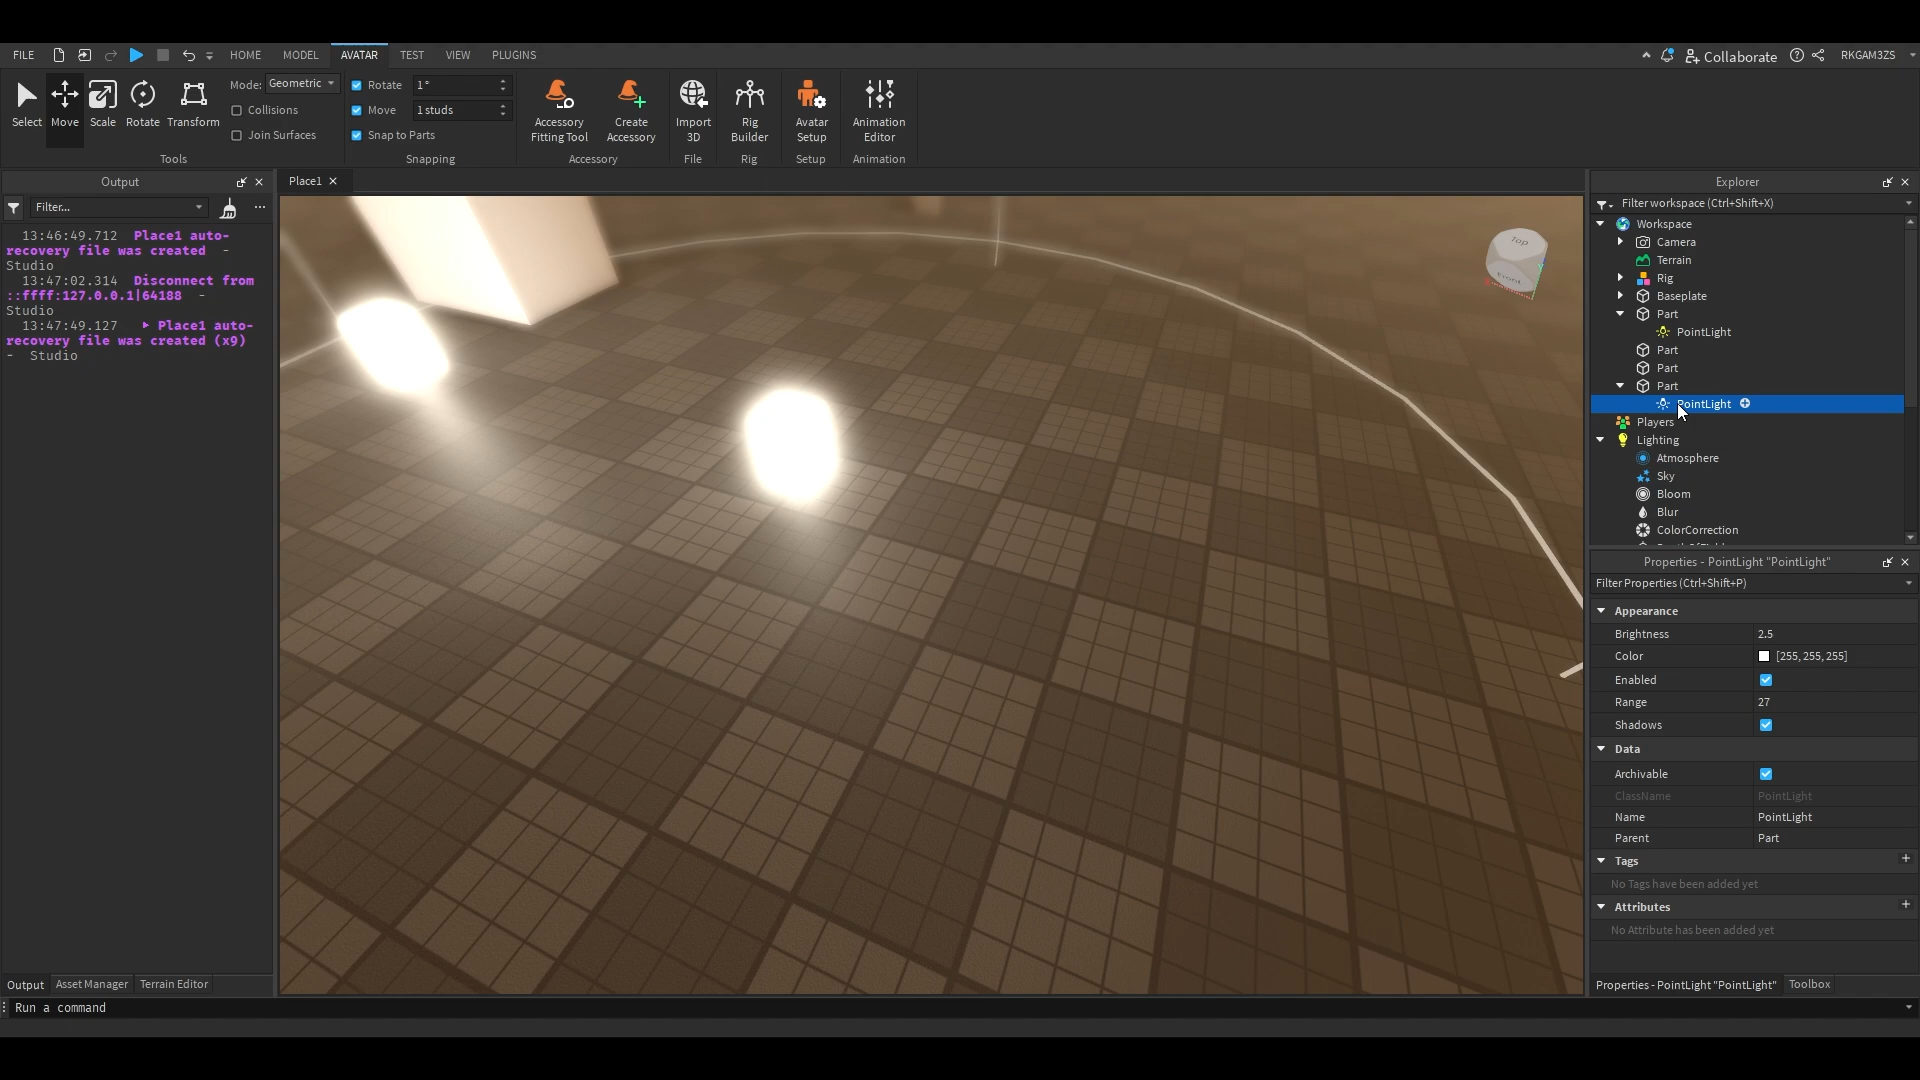 FILE HOME MODEL AVATAR TEST VIEW PLUGINS Collaborate RKGAM3ZS
Select Move Scale Rotate Transform
Mode: Geometric
Collisions
Join Surfaces
Tools
Rotate 1°
Move 1 studs
Snap to Parts
Snapping
Accessory Fitting Tool
Create Accessory
Accessory
Import 3D
File
Rig Builder
Rig
Avatar Setup
Setup
Animation Editor
Animation
Output
Filter...
13:46:49.712 Place1 auto-
recovery file was created -
Studio
13:47:02.314 Disconnect from
::ffff:127.0.0.1|64188 -
Studio
13:47:49.127 Place1 auto-
recovery file was created (x9)
- Studio
Output Asset Manager Terrain Editor
Place1
Top
Front
Explorer
Filter workspace (Ctrl+Shift+X)
Workspace
Camera
Terrain
Rig
Baseplate
Part
PointLight
Part
Part
Part
PointLight
Players
Lighting
Atmosphere
Sky
Bloom
Blur
ColorCorrection
Properties - PointLight "PointLight"
Filter Properties (Ctrl+Shift+P)
Appearance
Brightness 2.5
Color [255, 255, 255]
Enabled
Range 27
Shadows
Data
Archivable
ClassName PointLight
Name PointLight
Parent Part
Tags
No Tags have been added yet
Attributes
No Attribute has been added yet
Properties - PointLight "PointLight" Toolbox
Run a command